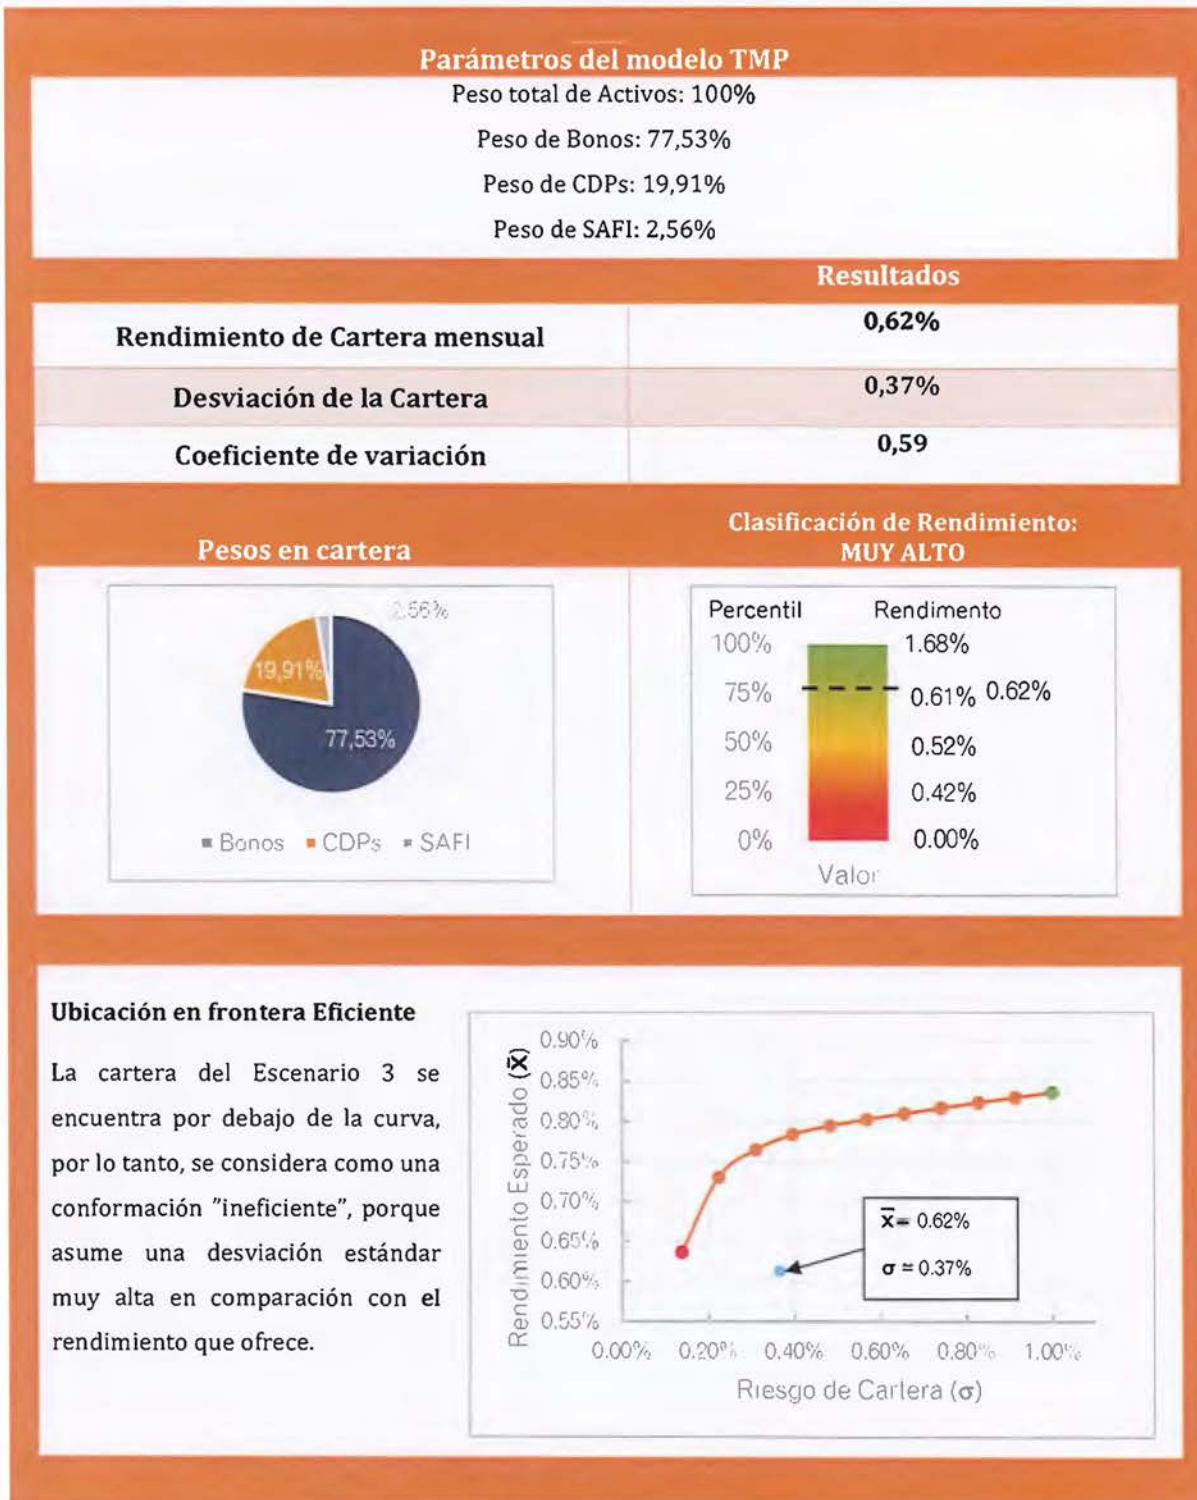 Parámetros del modelo TMP
Peso total de Activos: 100%
Peso de Bonos: 77,53%
Peso de CDPs: 19,91%
Peso de SAFI: 2,56%
Resultados
Rendimiento de Cartera mensual
0,62%
Desviación de la Cartera
0,37%
Coeficiente de variación
0,59
Pesos en cartera
Clasificación de Rendimiento:
MUY ALTO
2,56%
19,91%
77,53%
Bonos CDPs SAFI
Percentil Rendimento
100% 1.68%
75% 0.61% 0.62%
50% 0.52%
25% 0.42%
0% 0.00%
Valor
Ubicación en frontera Eficiente
La cartera del Escenario 3 se
encuentra por debajo de la curva,
por lo tanto, se considera como una
conformación "ineficiente", porque
asume una desviación estándar
muy alta en comparación con el
rendimiento que ofrece.
Rendimiento Esperado (x̄)
0.90%
0.85%
0.80%
0.75%
0.70%
0.65%
0.60%
0.55%
x̄= 0.62%
σ = 0.37%
0.00% 0.20% 0.40% 0.60% 0.80% 1.00%
Riesgo de Cartera (σ)